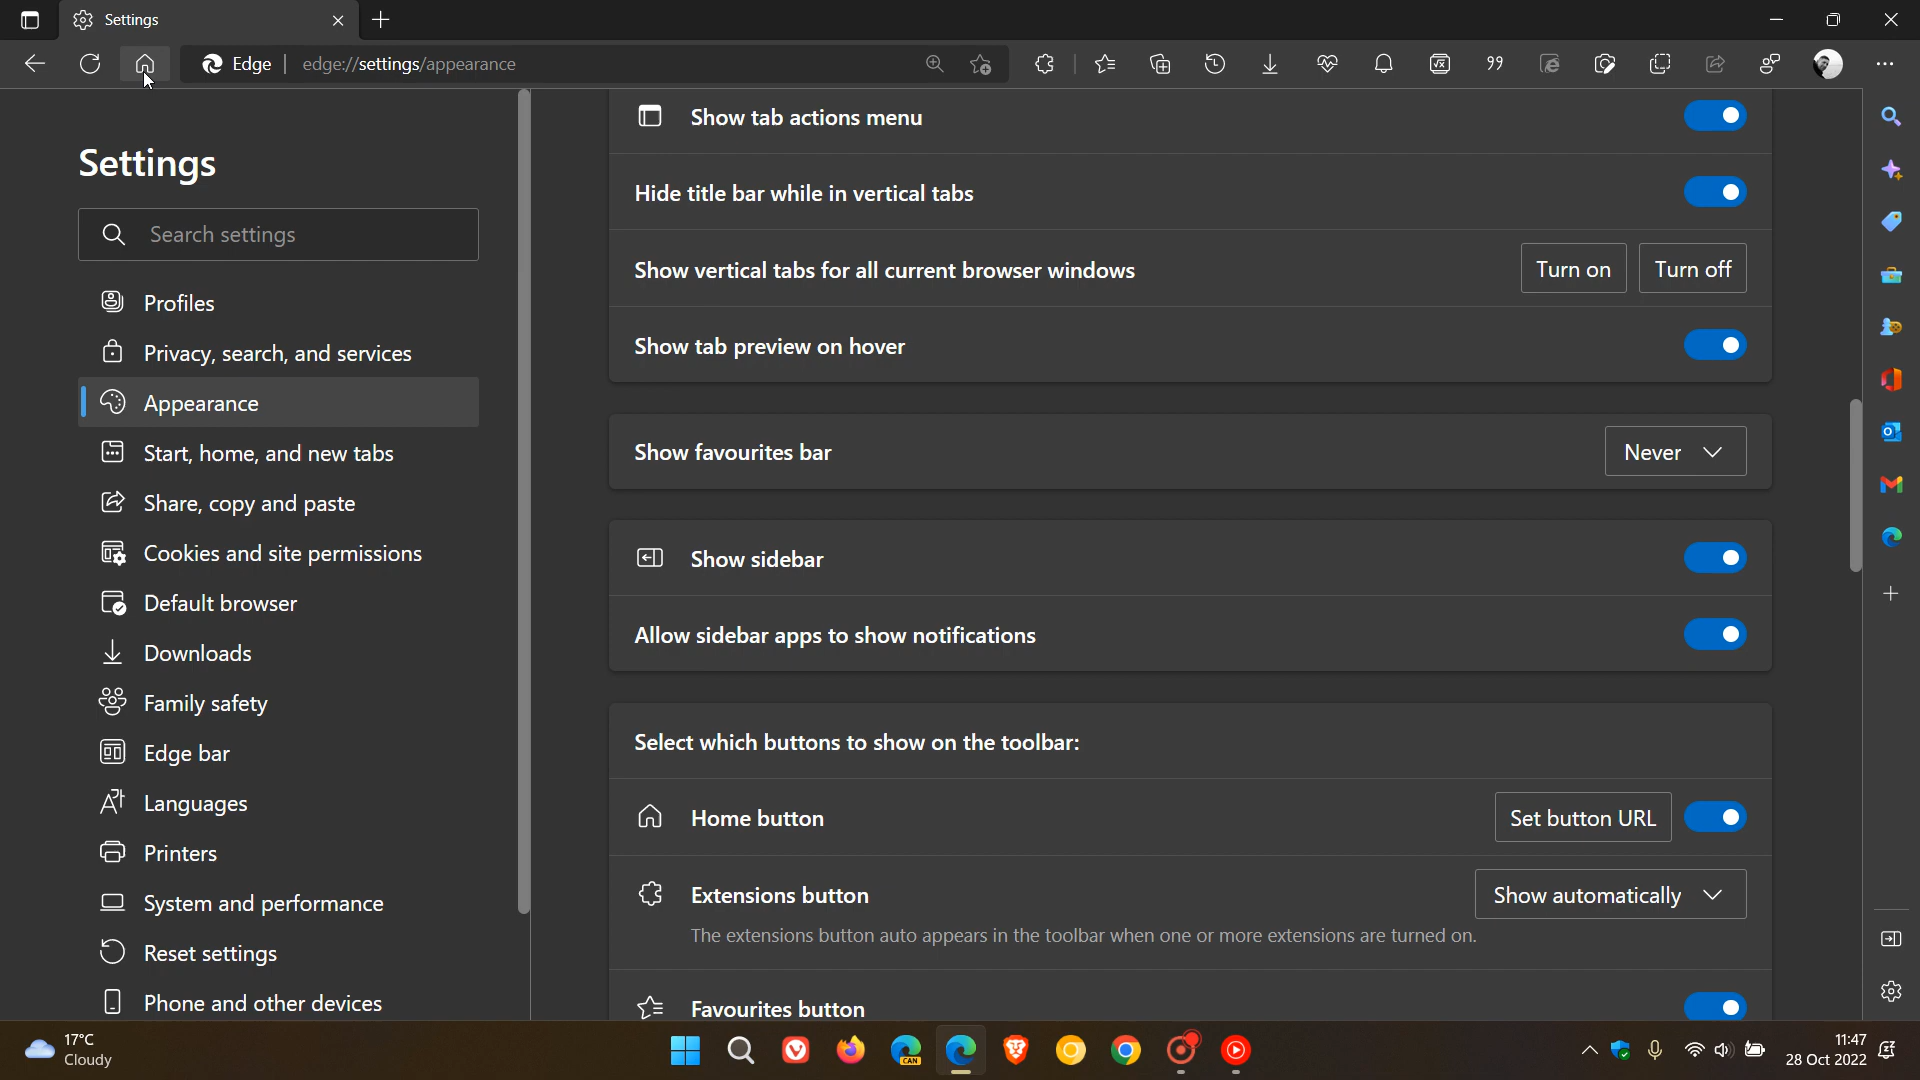 Settings
Edge
edge://settings/appearance
Settings
Search settings
Profiles
Privacy, search, and services
Appearance
Start, home, and new tabs
Share, copy and paste
Cookies and site permissions
Default browser
Downloads
Family safety
Edge bar
Languages
Printers
System and performance
Reset settings
Phone and other devices
Show tab actions menu
Hide title bar while in vertical tabs
Show vertical tabs for all current browser windows
Turn on
Turn off
Show tab preview on hover
Show favourites bar
Never
Show sidebar
Allow sidebar apps to show notifications
Select which buttons to show on the toolbar:
Home button
Set button URL
Extensions button
Show automatically
The extensions button auto appears in the toolbar when one or more extensions are turned on.
Favourites button
17°C
Cloudy
CAN
11:47
28 Oct 2022